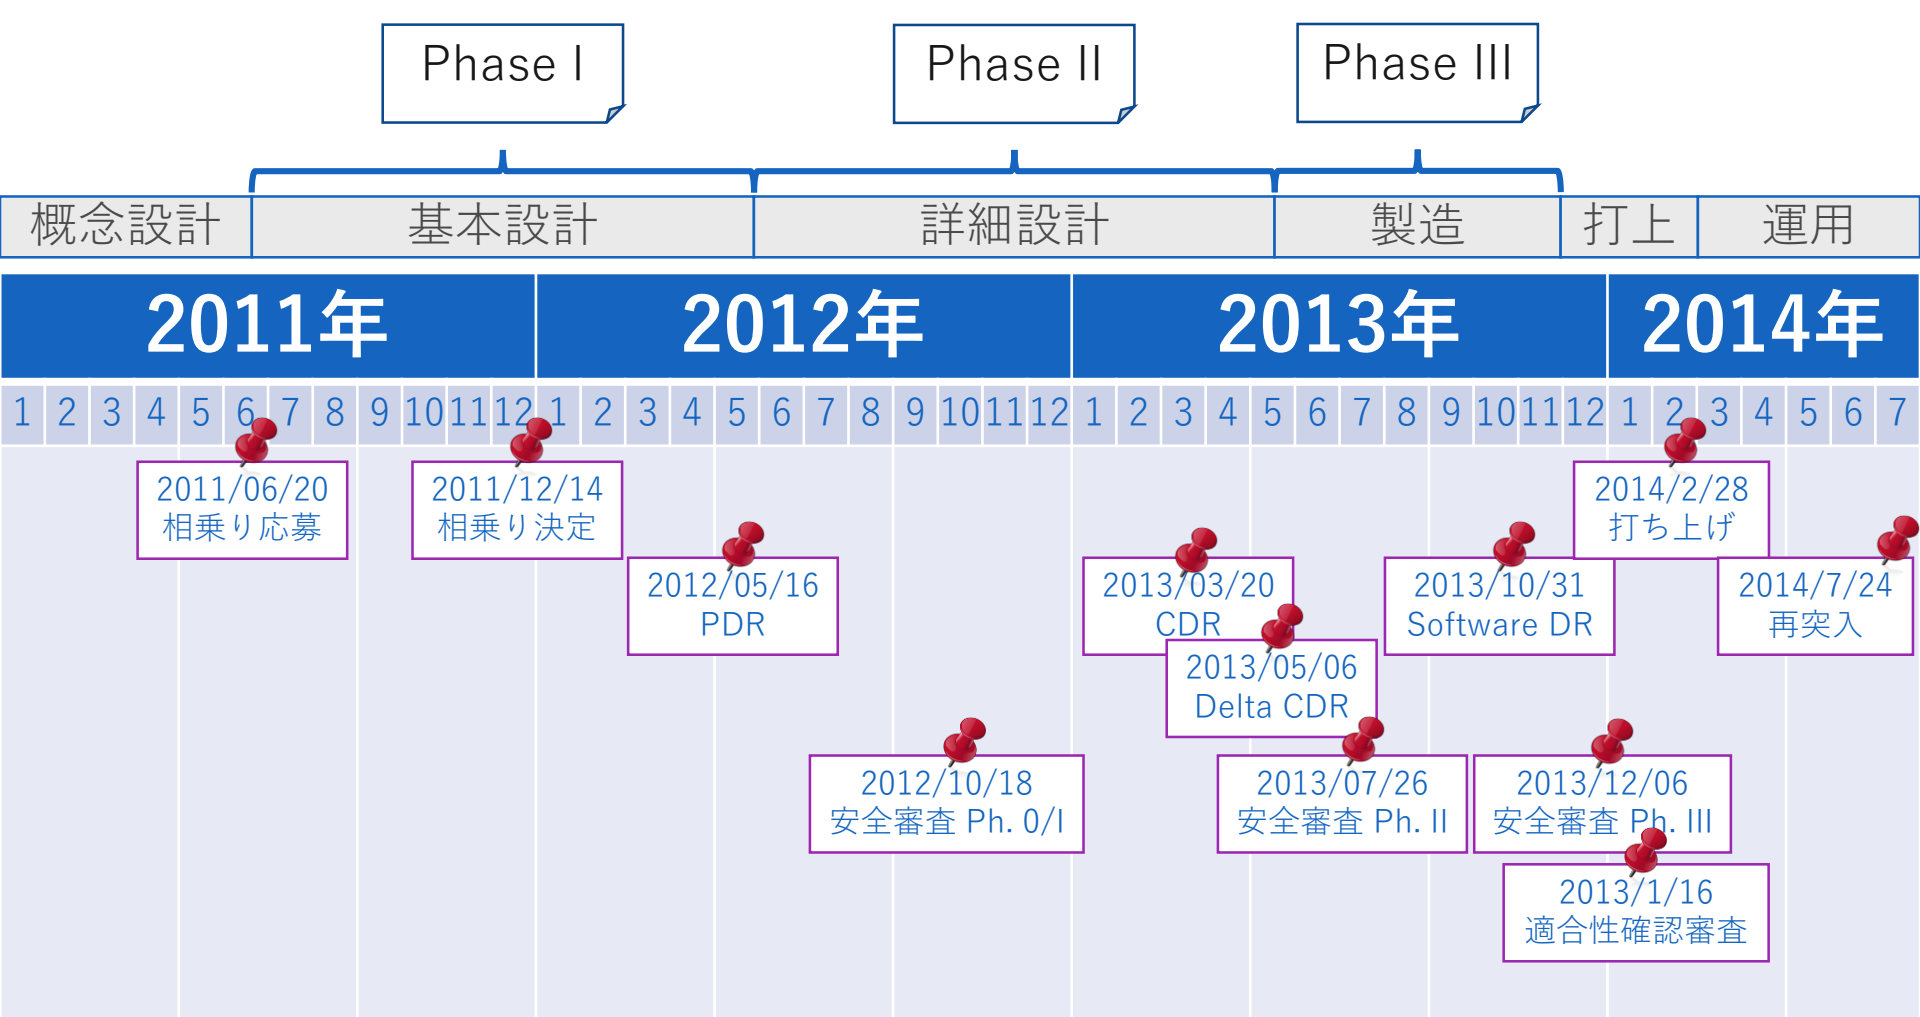 Phase I
Phase II
Phase III
概念設計 基本設計 詳細設計 製造 打上 運用
2011年 2012年 2013年 2014年
1 2 3 4 5 6 7 8 9 10 11 12 1 2 3 4 5 6 7 8 9 10 11 12 1 2 3 4 5 6 7 8 9 10 11 12 1 2 3 4 5 6 7
2011/06/20
相乗り応募
2011/12/14
相乗り決定
2014/2/28
打ち上げ
2012/05/16
PDR
2013/03/20
CDR
2013/10/31
Software DR
2014/7/24
再突入
2013/05/06
Delta CDR
2012/10/18
安全審査 Ph. 0/I
2013/07/26
安全審査 Ph. II
2013/12/06
安全審査 Ph. III
2013/1/16
適合性確認審査